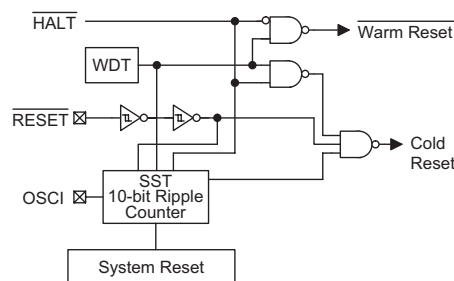 HALT
Warm Reset
WDT
RESET
Cold
Reset
OSCI
SST
10-bit Ripple
Counter
System Reset